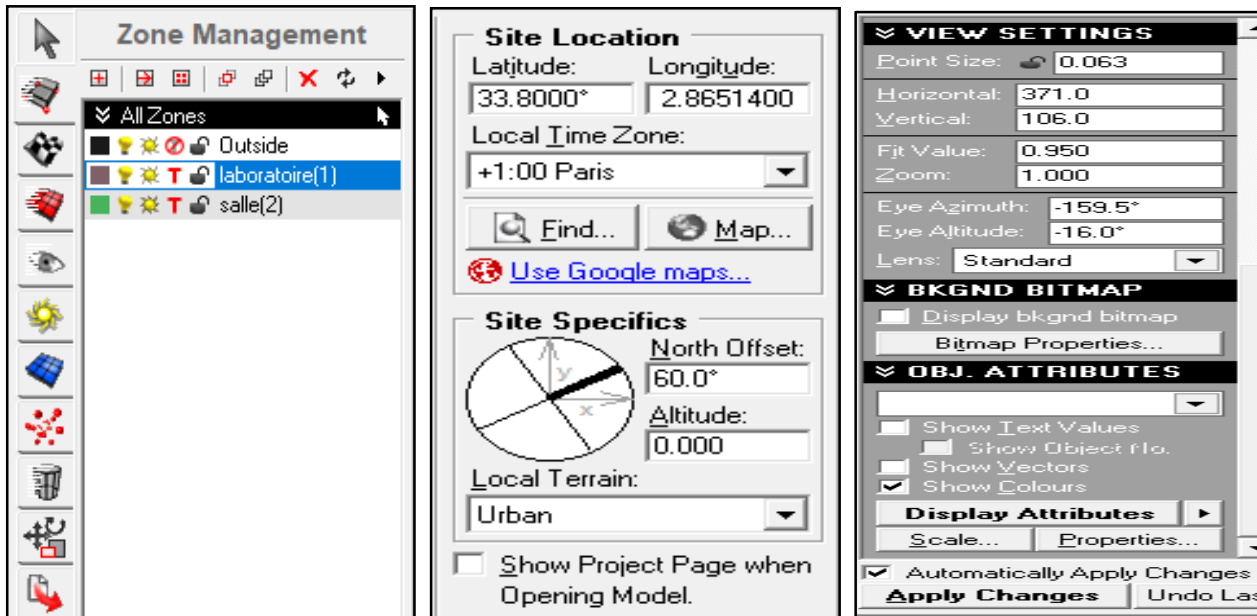 Zone Management
All Zones
Outside
laboratoire(1)
T
salle(2)
T
Site Location
Latitude: Longitude:
33.8000° 2.8651400
Local Time Zone:
+1:00 Paris
Find... Map...
Use Google maps...
Site Specifics
y
x
North Offset:
60.0°
Altitude:
0.000
Local Terrain:
Urban
Show Project Page when
Opening Model.
VIEW SETTINGS
Point Size: 0.063
Horizontal: 371.0
Vertical: 106.0
Fit Value: 0.950
Zoom: 1.000
Eye Azimuth: -159.5°
Eye Altitude: -16.0°
Lens: Standard
BKGND BITMAP
Display bkgnd bitmap
Bitmap Properties...
OBJ. ATTRIBUTES
Show Text Values
Show Object No.
Show Vectors
Show Colours
Display Attributes
Scale... Properties...
Automatically Apply Changes
Apply Changes Undo Las